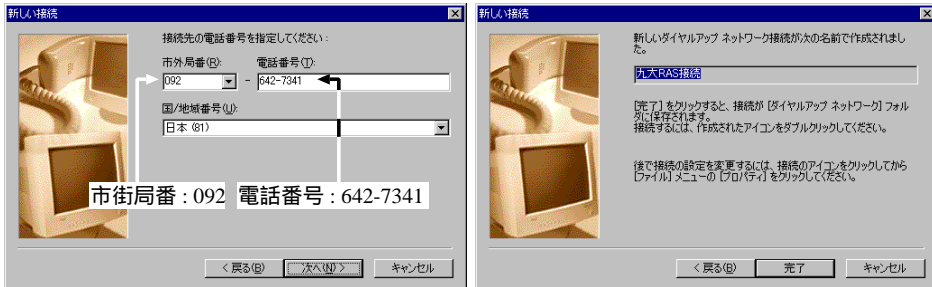 新しい接続
接続先の電話番号を指定してください:
市外局番(R):
電話番号(T):
092
-
642-7341
国/地域番号(U):
日本 (81)
市街局番 : 092
電話番号 : 642-7341
< 戻る(B)
次へ(N) >
キャンセル
新しい接続
新しいダイヤルアップ ネットワーク接続が次の名前で作成されまし
た。
九大RAS接続
[完了] をクリックすると、接続が [ダイヤルアップ ネットワーク] フォル
ダに保存されます。
接続するには、作成されたアイコンをダブルクリックしてください。
後で接続の設定を変更するには、接続のアイコンをクリックしてから
[ファイル] メニューの [プロパティ] をクリックしてください。
< 戻る(B)
完了
キャンセル